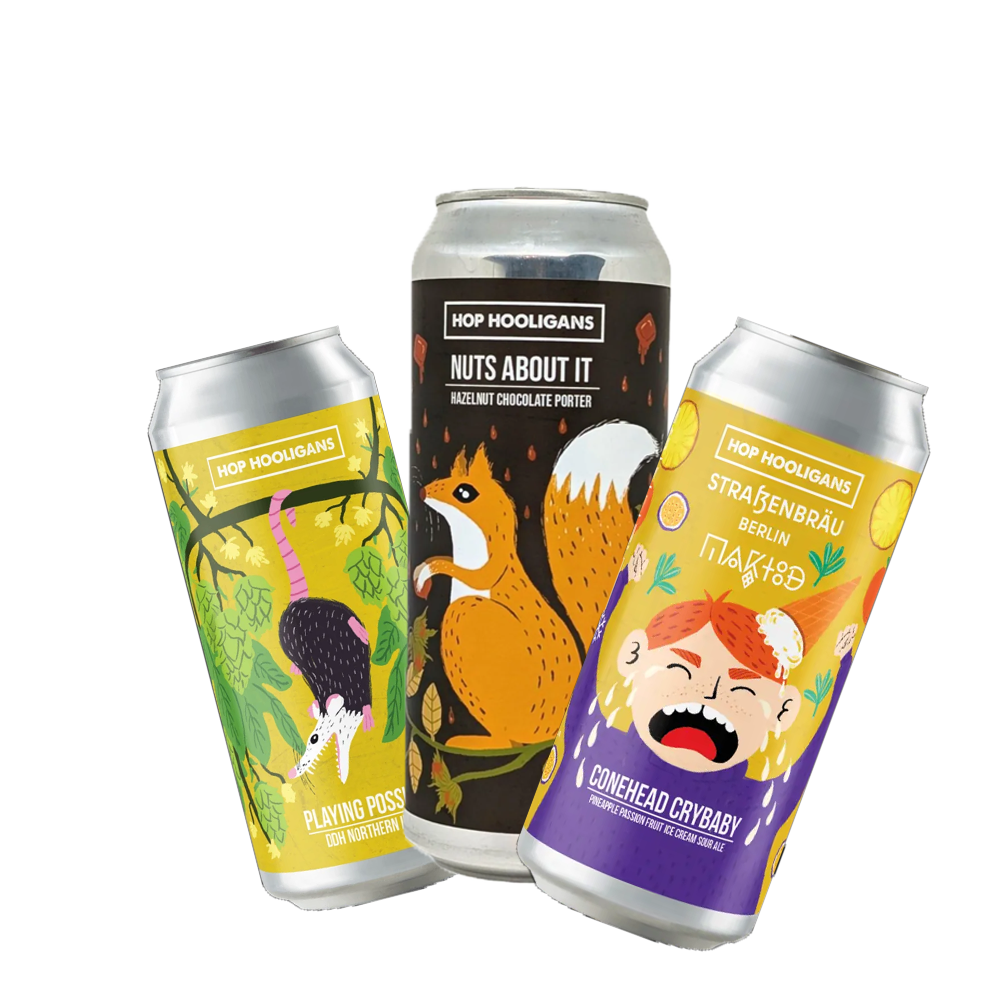 HOP HOOLIGANS
PLAYING POSS
DDH NORTHERN
HOP HOOLIGANS
NUTS ABOUT IT
HAZELNUT CHOCOLATE PORTER
HOP HOOLIGANS
STRAßENBRÄU
BERLIN
CONEHEAD CRYBABY
PINEAPPLE PASSION FRUIT ICE CREAM SOUR ALE